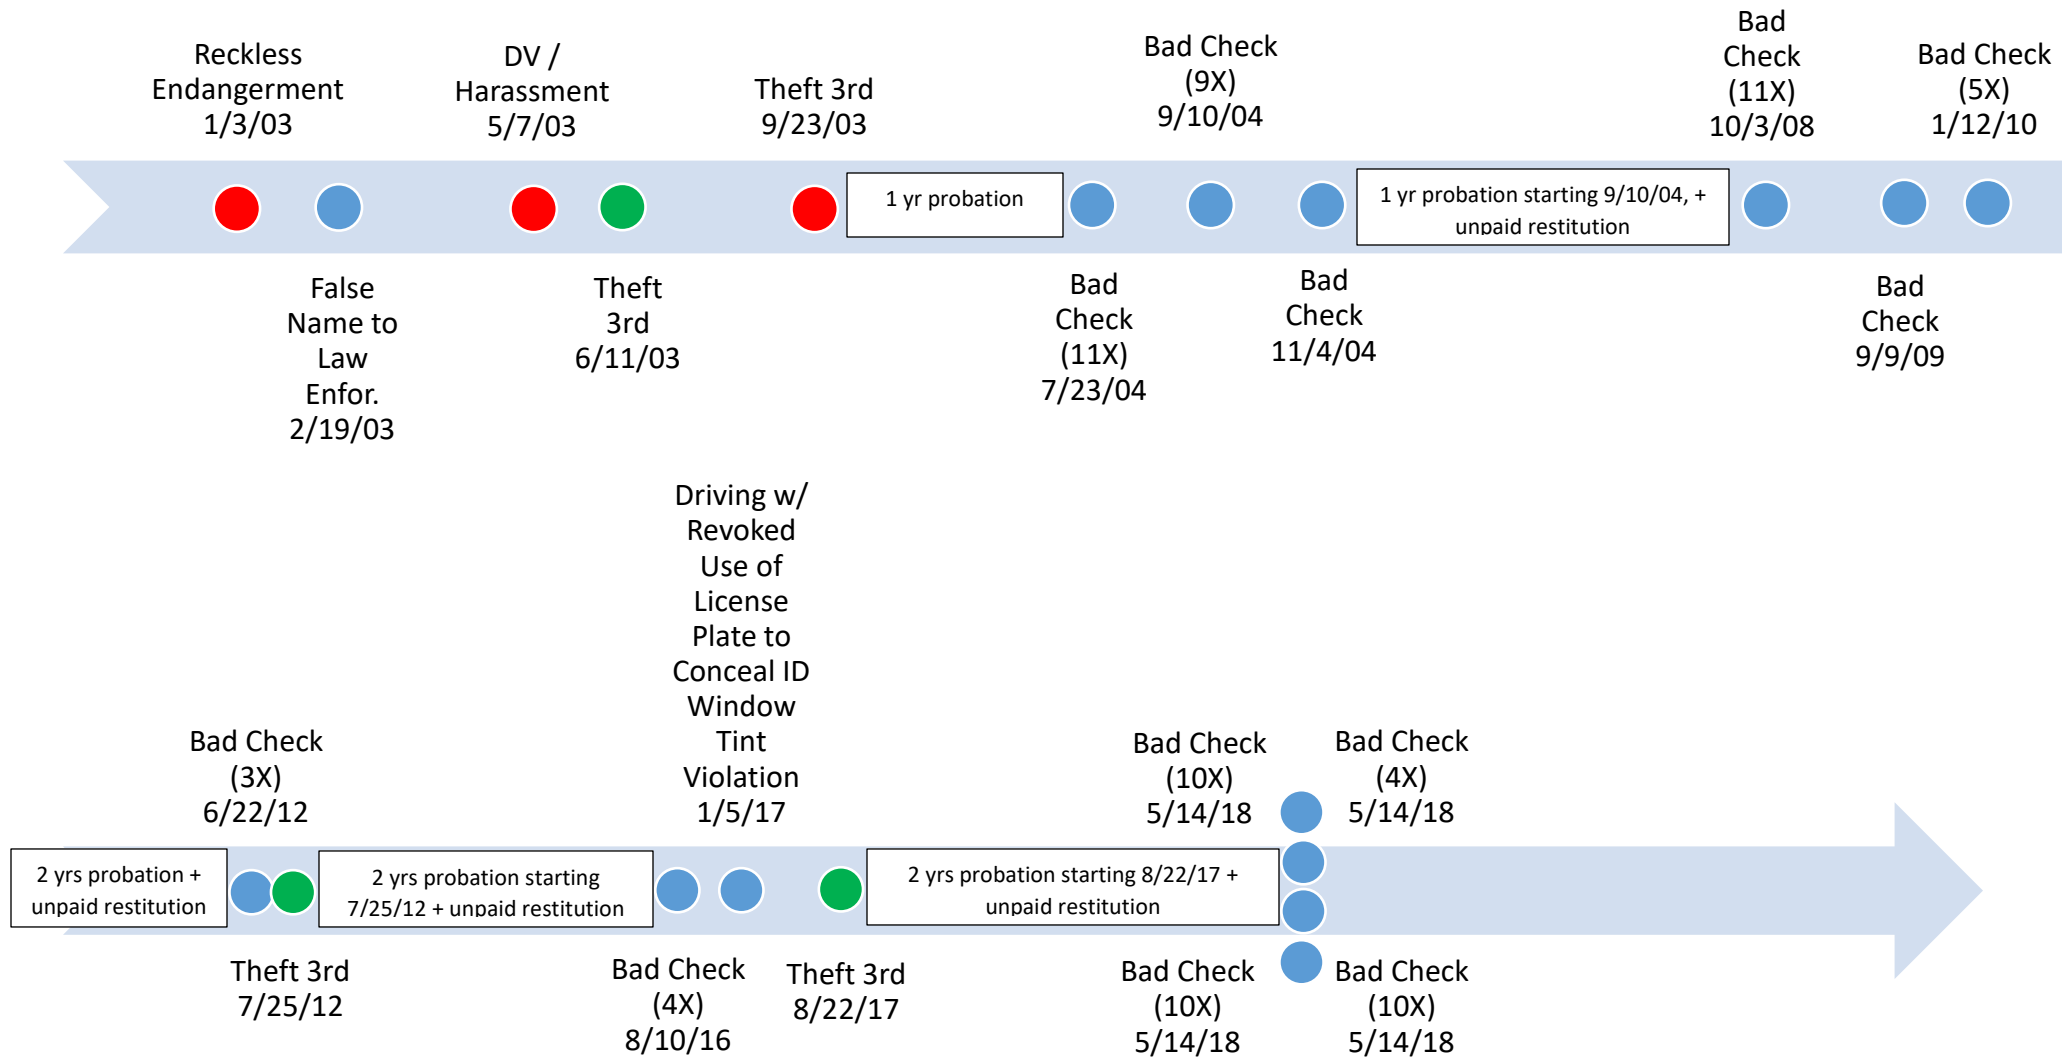 Reckless
Endangerment
1/3/03
DV /
Harassment
5/7/03
Theft 3rd
9/23/03
Bad Check
(9X)
9/10/04
Bad
Check
(11X)
10/3/08
Bad Check
(5X)
1/12/10
1 yr probation
1 yr probation starting 9/10/04, +
unpaid restitution
False
Name to
Law
Enfor.
2/19/03
Theft
3rd
6/11/03
Bad
Check
(11X)
7/23/04
Bad
Check
11/4/04
Bad
Check
9/9/09
Bad Check
(3X)
6/22/12
Driving w/
Revoked
Use of
License
Plate to
Conceal ID
Window
Tint
Violation
1/5/17
Bad Check
(10X)
5/14/18
Bad Check
(4X)
5/14/18
2 yrs probation +
unpaid restitution
2 yrs probation starting
7/25/12 + unpaid restitution
2 yrs probation starting 8/22/17 +
unpaid restitution
Theft 3rd
7/25/12
Bad Check
(4X)
8/10/16
Theft 3rd
8/22/17
Bad Check
(10X)
5/14/18
Bad Check
(10X)
5/14/18